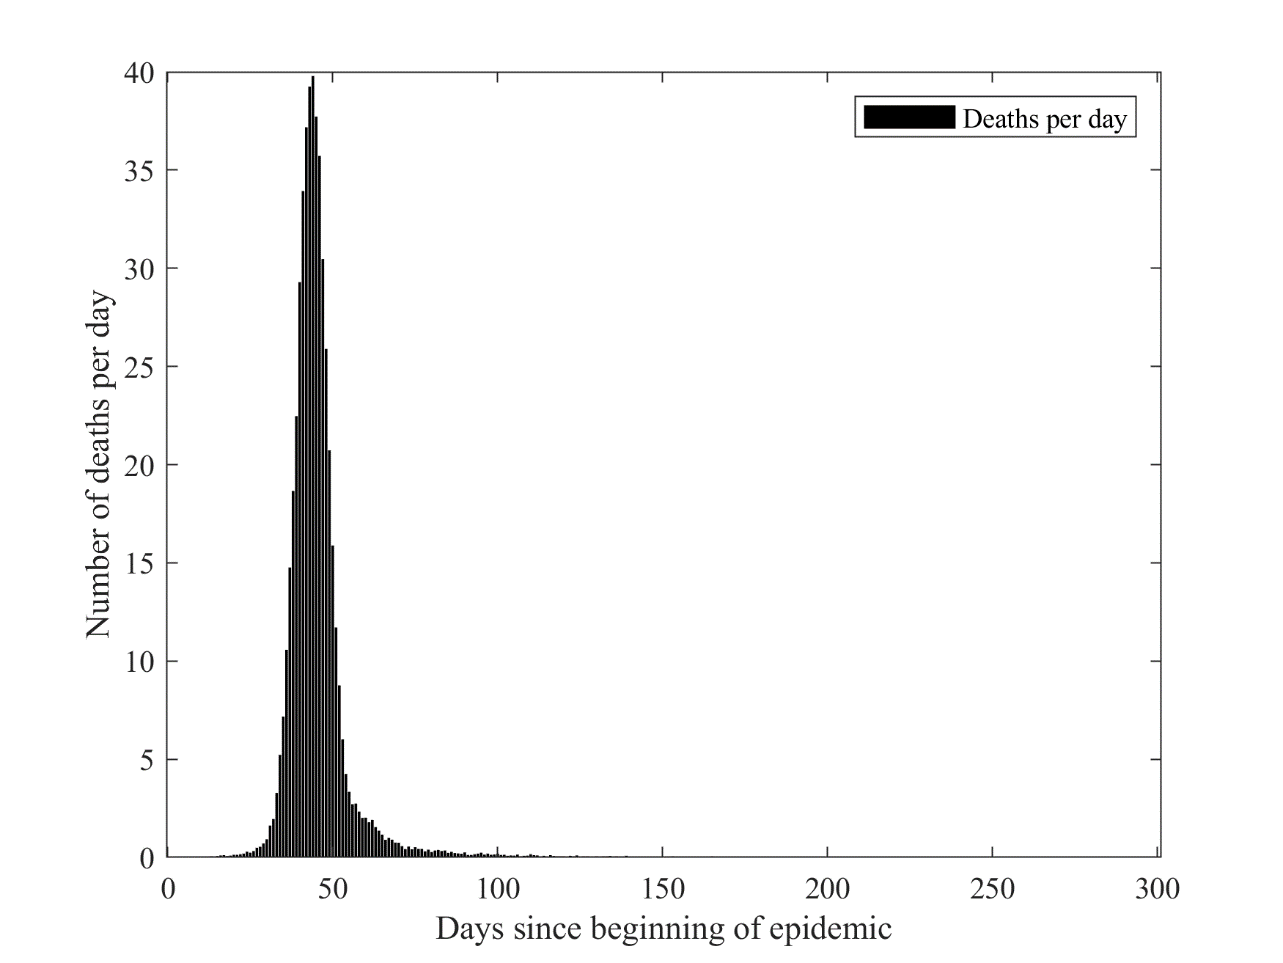 Deaths per day
Number of deaths per day
40
35
30
25
20
15
10
5
0
0 50 100 150 200 250 300
Days since beginning of epidemic